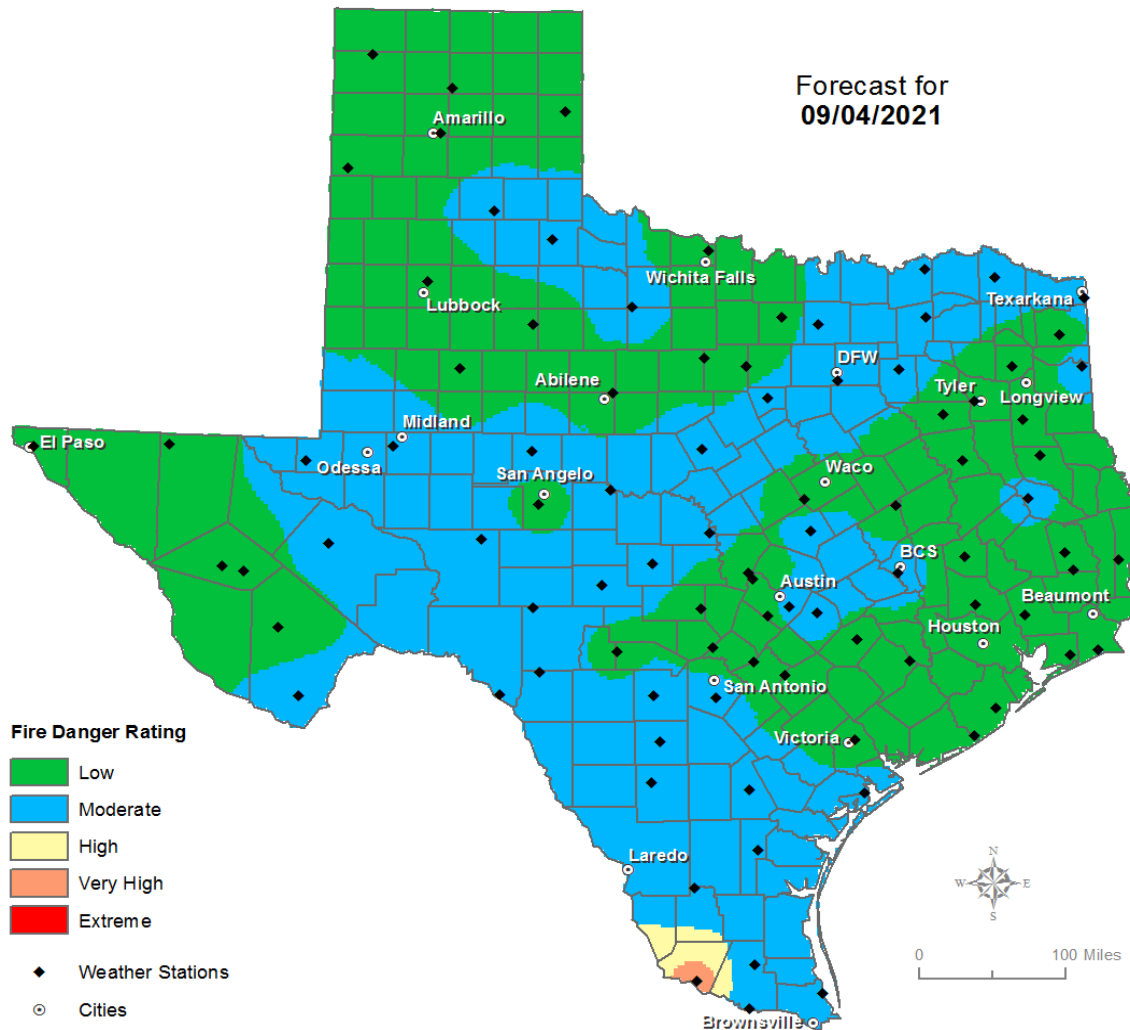 Forecast for
09/04/2021
Amarillo
Wichita Falls
Lubbock
Texarkana
DFW
Abilene
Tyler
Longview
Midland
El Paso
Odessa
San Angelo
Waco
BCS
Austin
Beaumont
Houston
San Antonio
Victoria
Laredo
Brownsville
Fire Danger Rating
Low
Moderate
High
Very High
Extreme
Weather Stations
Cities
N
W
E
S
0
100 Miles